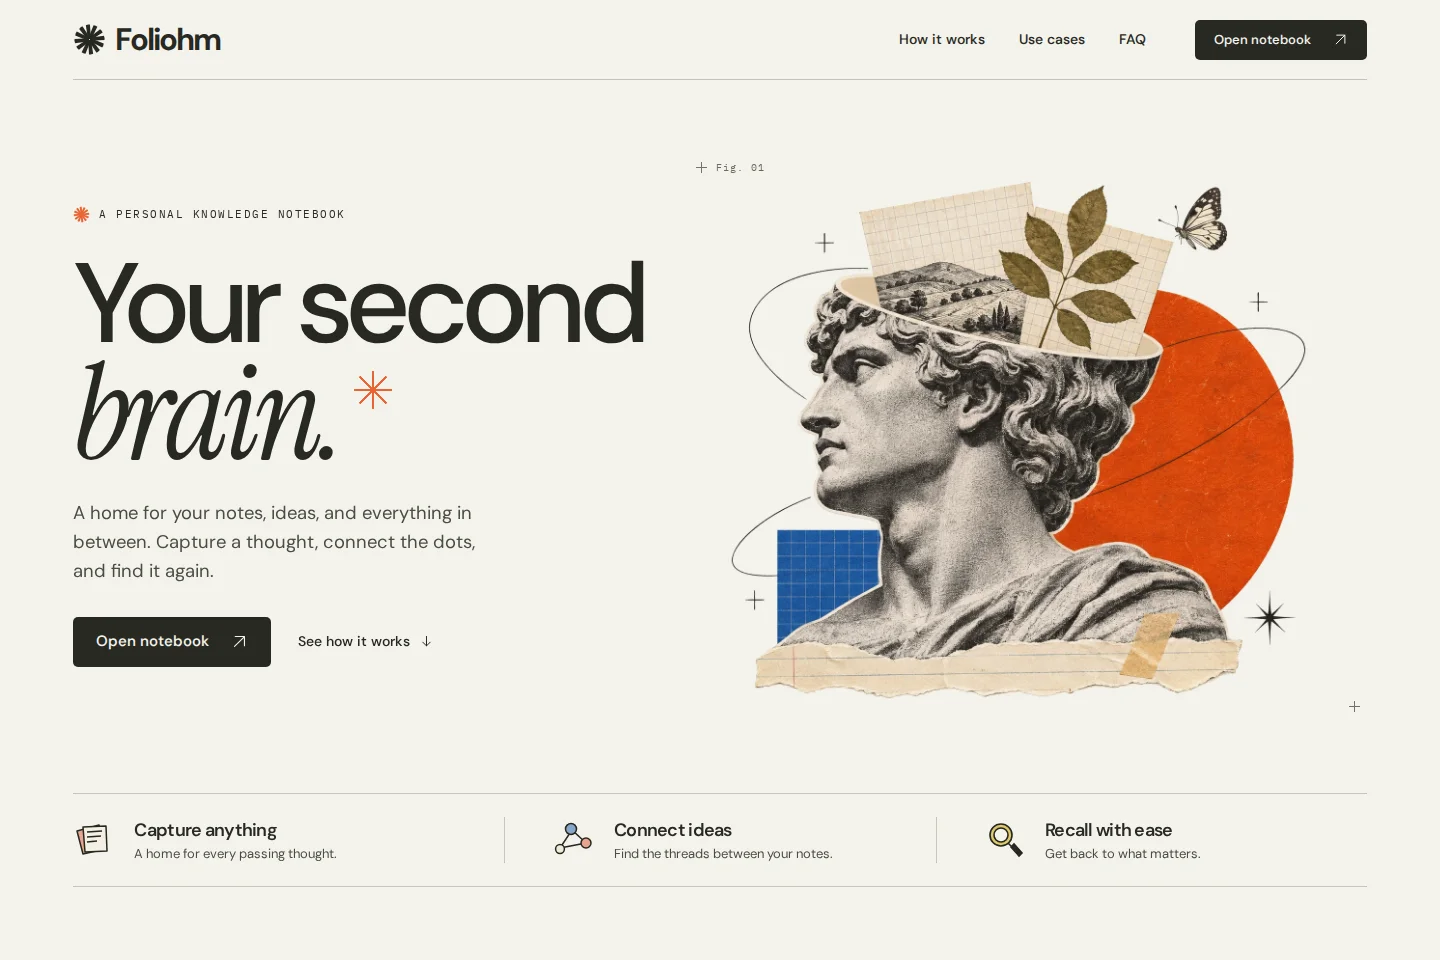 Foliohm
How it works
Use cases
FAQ
Open notebook
Fig. 01
A PERSONAL KNOWLEDGE NOTEBOOK
Your second
brain.
A home for your notes, ideas, and everything in
between. Capture a thought, connect the dots,
and find it again.
Open notebook
See how it works
Capture anything
A home for every passing thought.
Connect ideas
Find the threads between your notes.
Recall with ease
Get back to what matters.